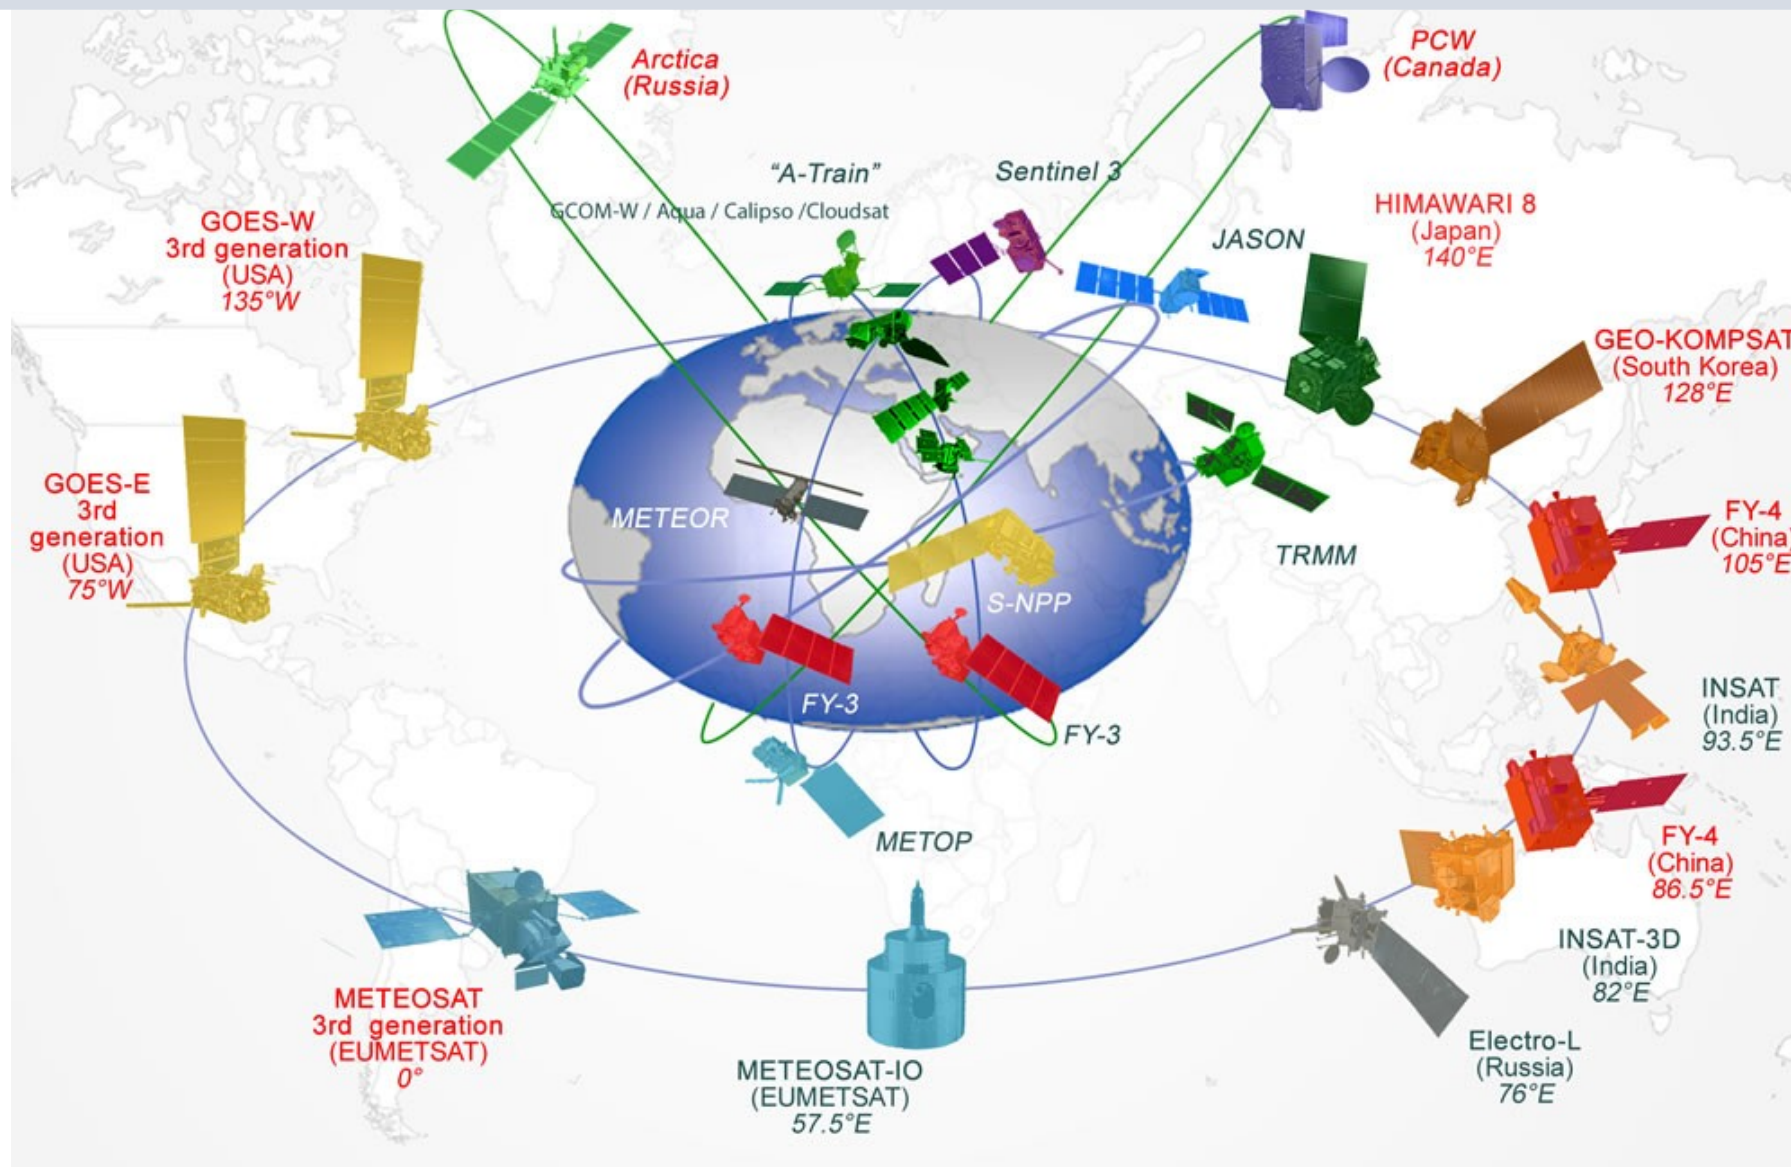 Arctica
(Russia)
PCW
(Canada)
"A-Train"
GCOM-W / Aqua / Calipso /Cloudsat
Sentinel 3
JASON
HIMAWARI 8
(Japan)
140°E
GOES-W
3rd generation
(USA)
135°W
GEO-KOMPSAT
(South Korea)
128°E
GOES-E
3rd
generation
(USA)
75°W
METEOR
FY-4
(China)
105°E
TRMM
S-NPP
FY-3
FY-3
INSAT
(India)
93.5°E
METOP
FY-4
(China)
86.5°E
INSAT-3D
(India)
82°E
METEOSAT
3rd generation
(EUMETSAT)
0°
Electro-L
(Russia)
76°E
METEOSAT-IO
(EUMETSAT)
57.5°E